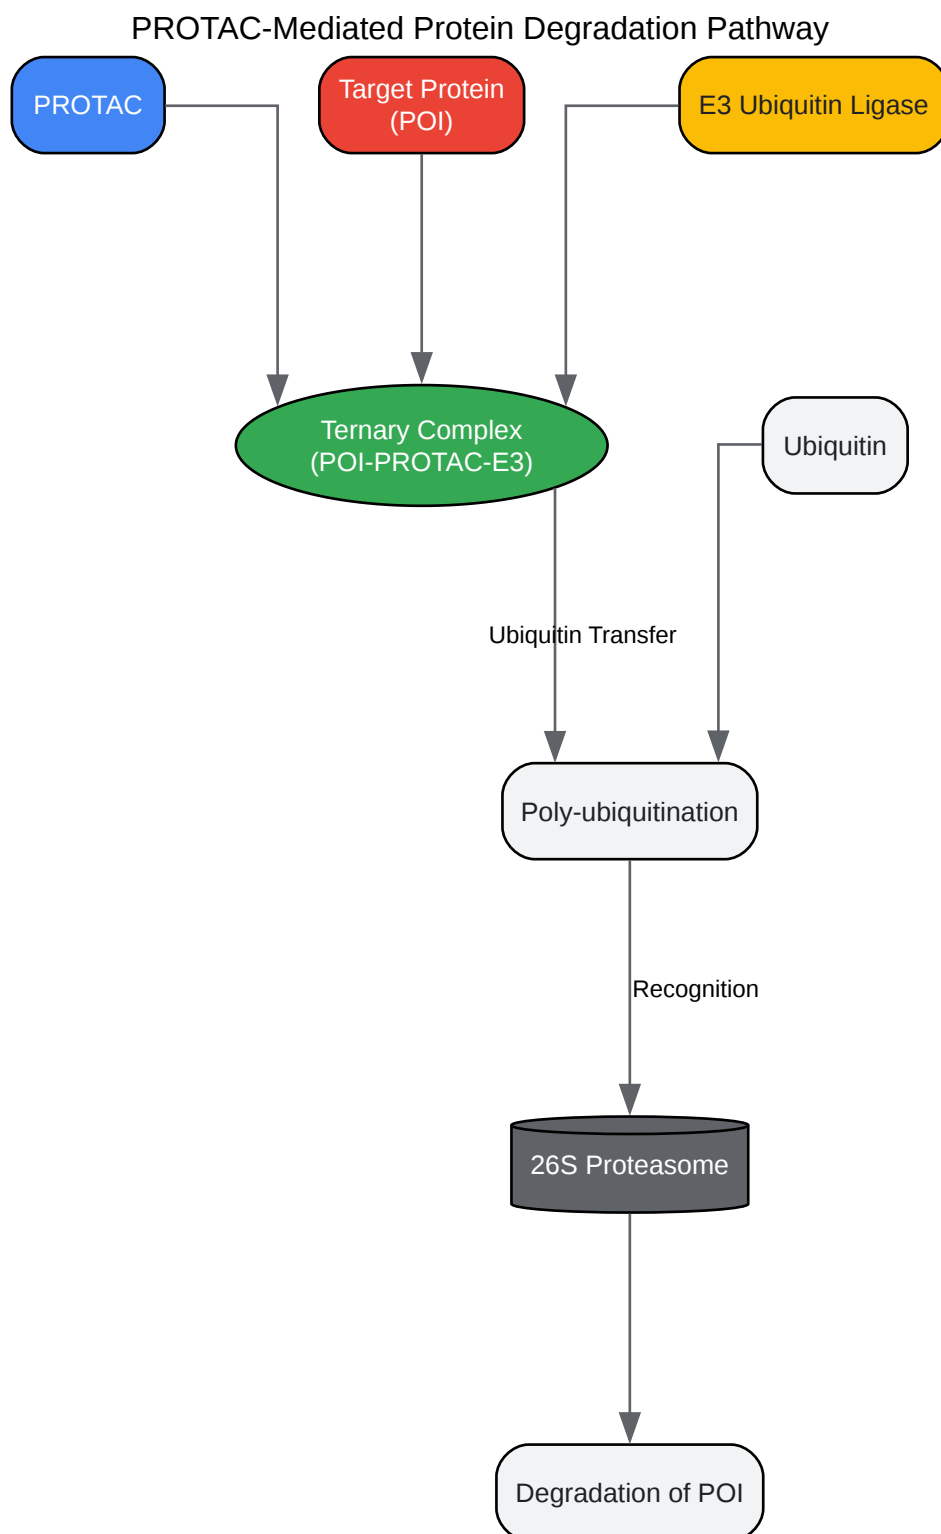 PROTAC-Mediated Protein Degradation Pathway
PROTAC
Target Protein
(POI)
E3 Ubiquitin Ligase
Ternary Complex
(POI-PROTAC-E3)
Ubiquitin
Ubiquitin Transfer
Poly-ubiquitination
Recognition
26S Proteasome
Degradation of POI